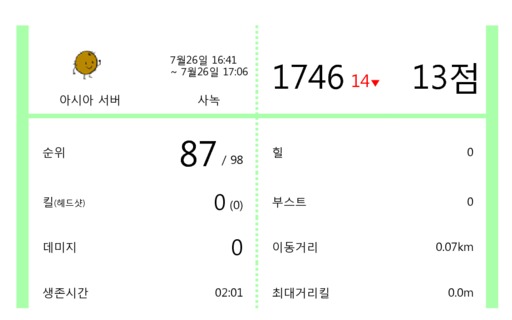 7월26일 16:41
~ 7월26일 17:06
아시아 서버
사녹
1746 14▼ 13점
순위 87 / 98
킬(헤드샷) 0 (0)
데미지 0
생존시간 02:01
힐 0
부스트 0
이동거리 0.07km
최대거리킬 0.0m